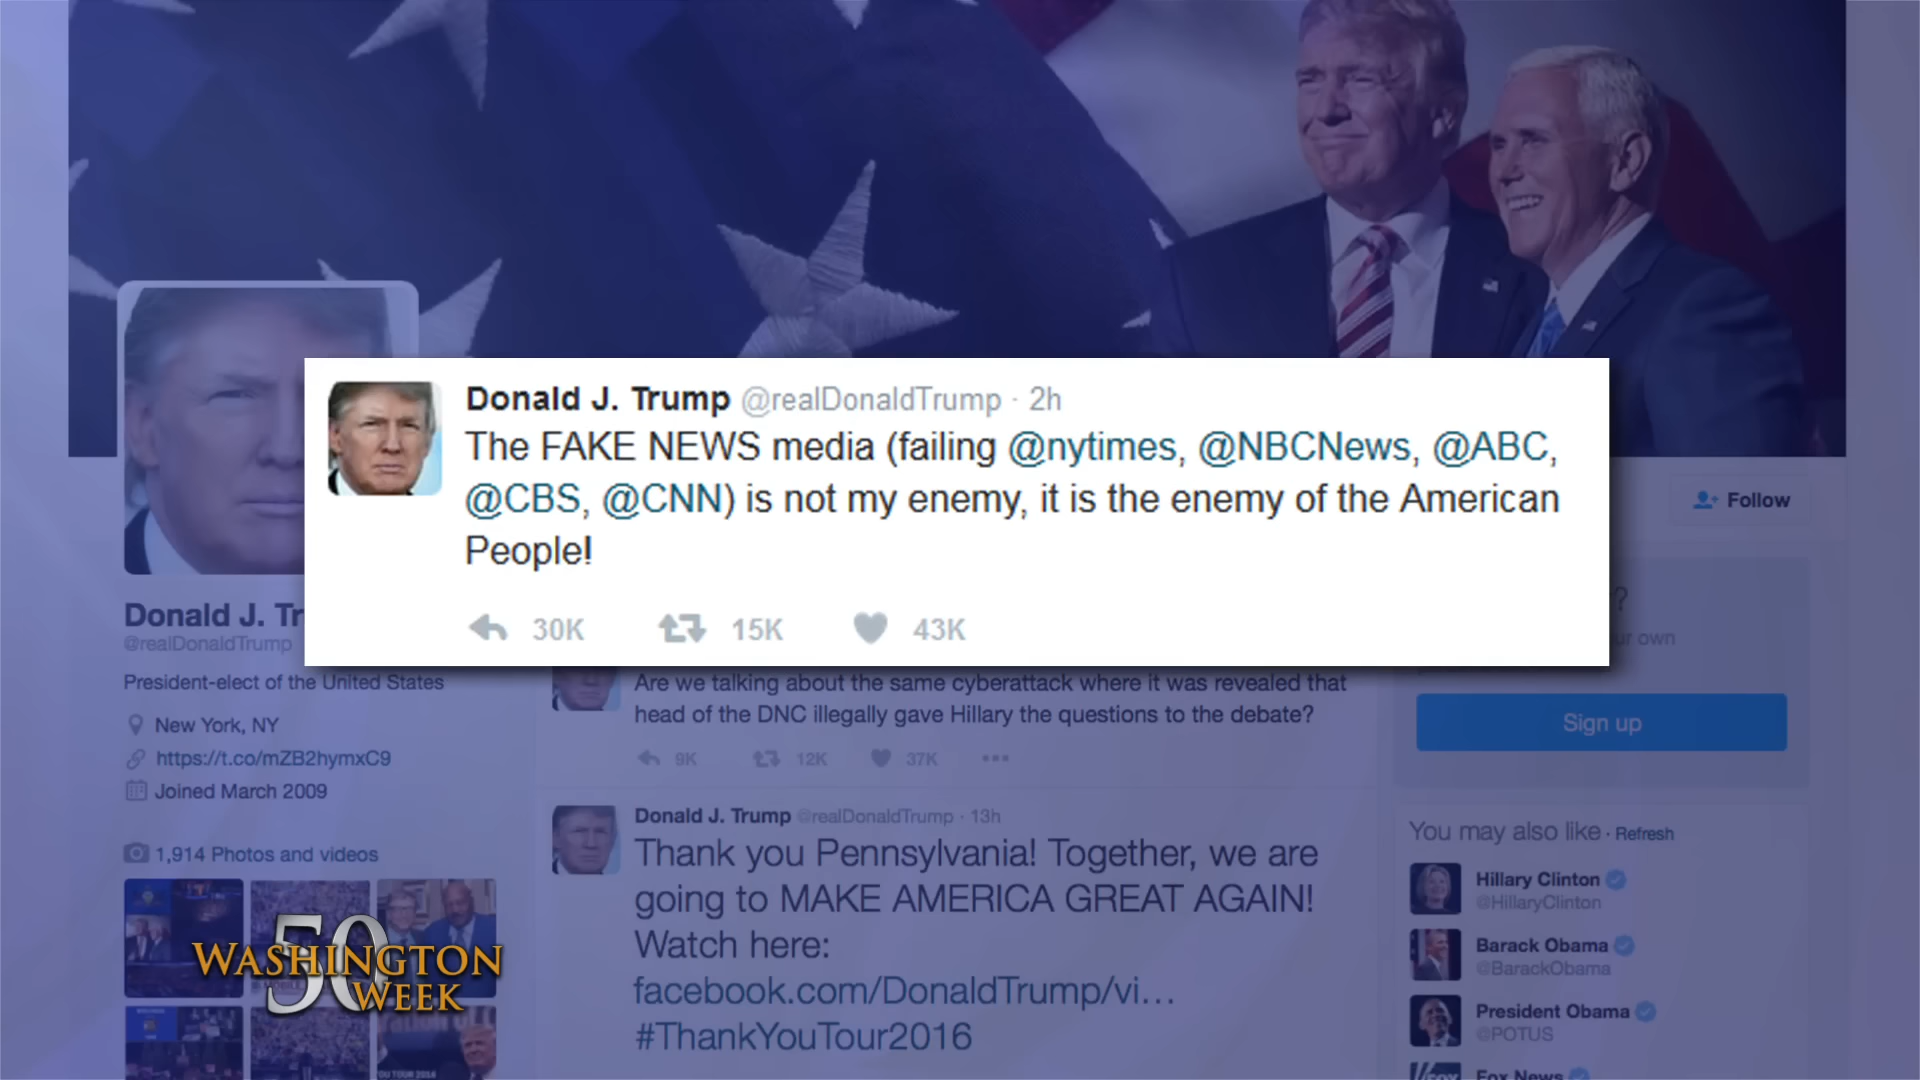 Donald J. Trump @realDonaldTrump · 2h
The FAKE NEWS media (failing @nytimes, @NBCNews, @ABC,
@CBS, @CNN) is not my enemy, it is the enemy of the American
People!
30K 15K 43K
Follow
Donald J. Tr
@realDonaldTrump
President-elect of the United States
New York, NY
https://t.co/mZB2hymxC9
Joined March 2009
1,914 Photos and videos
Are we talking about the same cyberattack where it was revealed that
head of the DNC illegally gave Hillary the questions to the debate?
9K 12K 37K •••
Donald J. Trump @realDonaldTrump · 13h
Thank you Pennsylvania! Together, we are
going to MAKE AMERICA GREAT AGAIN!
Watch here:
facebook.com/DonaldTrump/vi...
#ThankYouTour2016
?
ur own
Sign up
You may also like · Refresh
Hillary Clinton
@HillaryClinton
Barack Obama
@BarackObama
President Obama
@POTUS
Fox News
50
WASHINGTON
WEEK